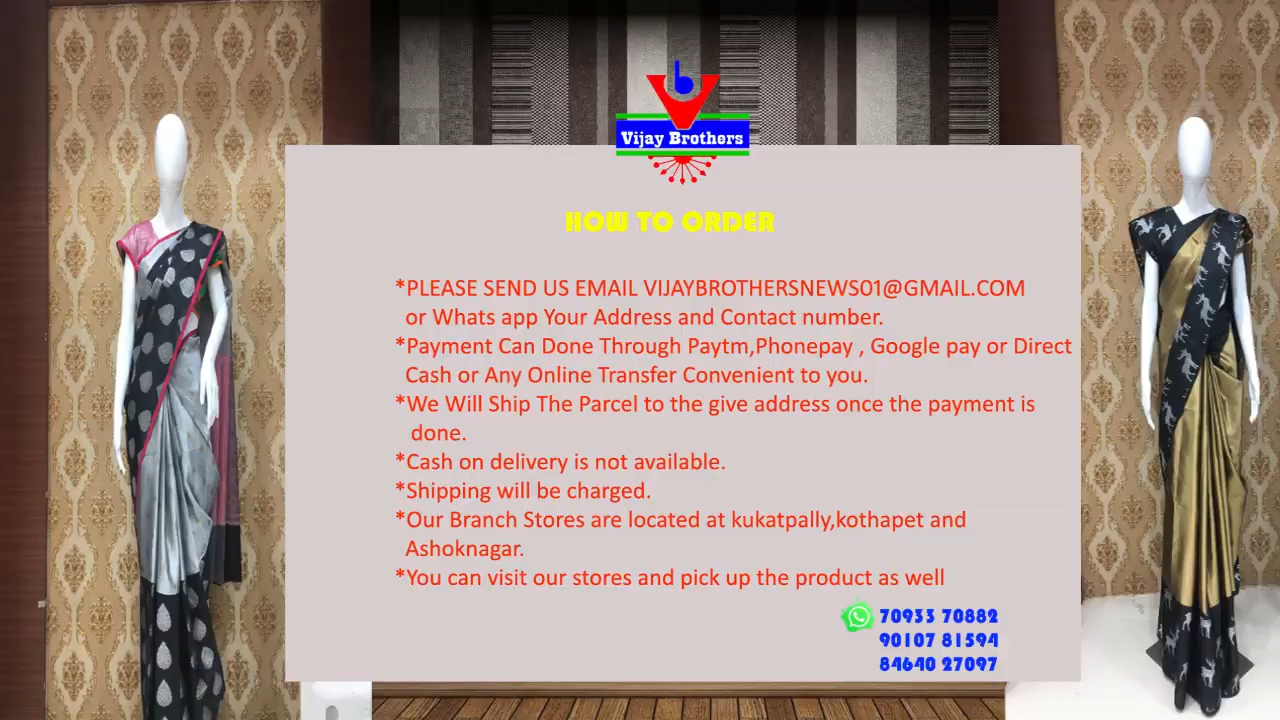 b
Vijay Brothers
HOW TO ORDER
*PLEASE SEND US EMAIL VIJAYBROTHERSNEWS01@GMAIL.COM
or Whats app Your Address and Contact number.
*Payment Can Done Through Paytm,Phonepay , Google pay or Direct
Cash or Any Online Transfer Convenient to you.
*We Will Ship The Parcel to the give address once the payment is
done.
*Cash on delivery is not available.
*Shipping will be charged.
*Our Branch Stores are located at kukatpally,kothapet and
Ashoknagar.
*You can visit our stores and pick up the product as well
70933 70882
90107 81594
84640 27097